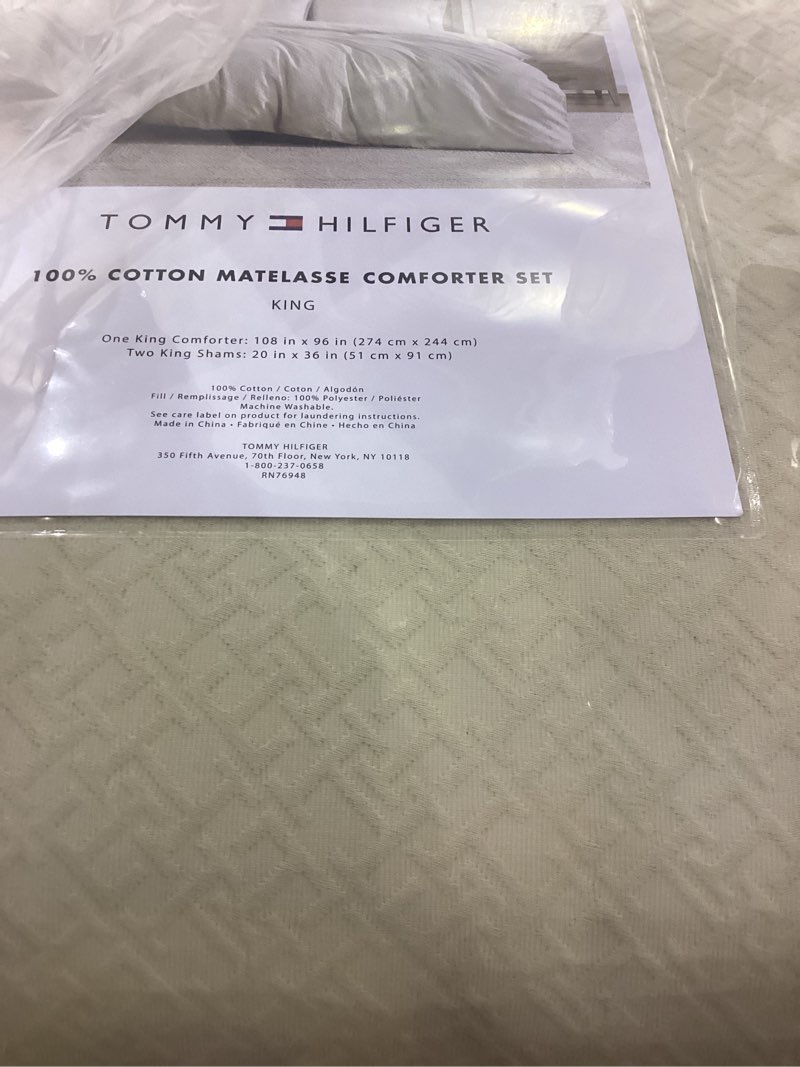 TOMMY HILFIGER
100% COTTON MATELASSE COMFORTER SET
KING
One King Comforter: 108 in x 96 in (274 cm x 244 cm)
Two King Shams: 20 in x 36 in (51 cm x 91 cm)
100% Cotton / Coton / Algodón
Fill / Remplissage / Relleno: 100% Polyester / Poliéster
Machine Washable.
See care label on product for laundering instructions.
Made in China • Fabriqué en Chine • Hecho en China
TOMMY HILFIGER
350 Fifth Avenue, 70th Floor, New York, NY 10118
1-800-237-0658
RN76948